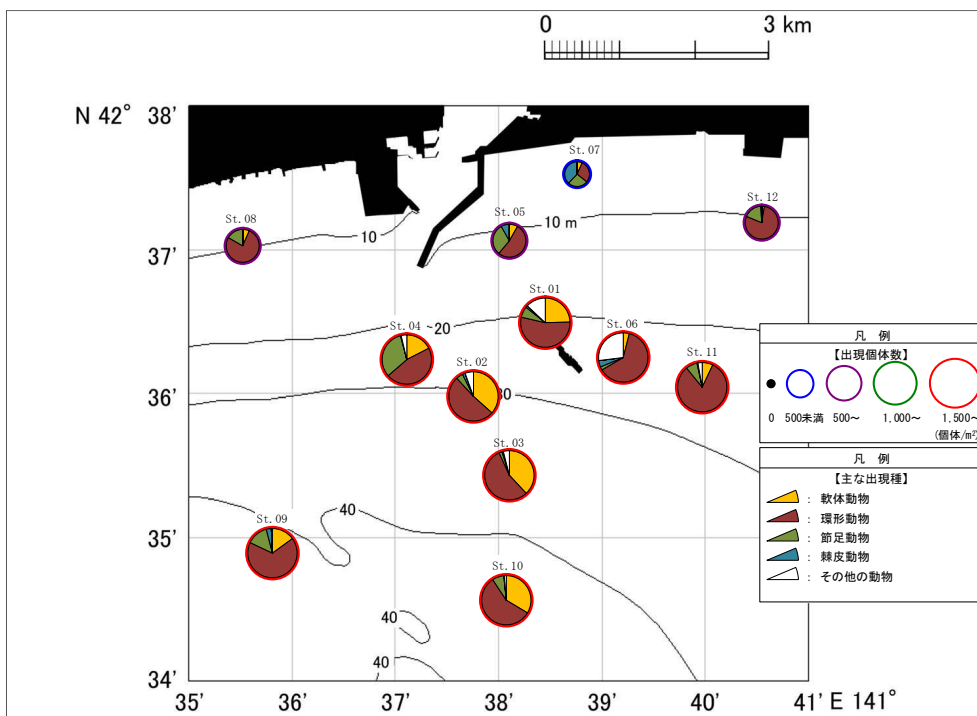 0 3 km
N 42° 38'
St.07
St.12
St.08
St.05
10
10 m
37'
St.01
St.04
20
St.06
St.02
St.11
36'
30
St.03
40
St.09
35'
St.10
40
40
34'
35' 36' 37' 38' 39' 40' 41' E 141°
凡 例
【出現個体数】
0 500未満 500～ 1,000～ 1,500～
(個体/m²)
凡 例
【主な出現種】
： 軟体動物
： 環形動物
： 節足動物
： 棘皮動物
： その他の動物